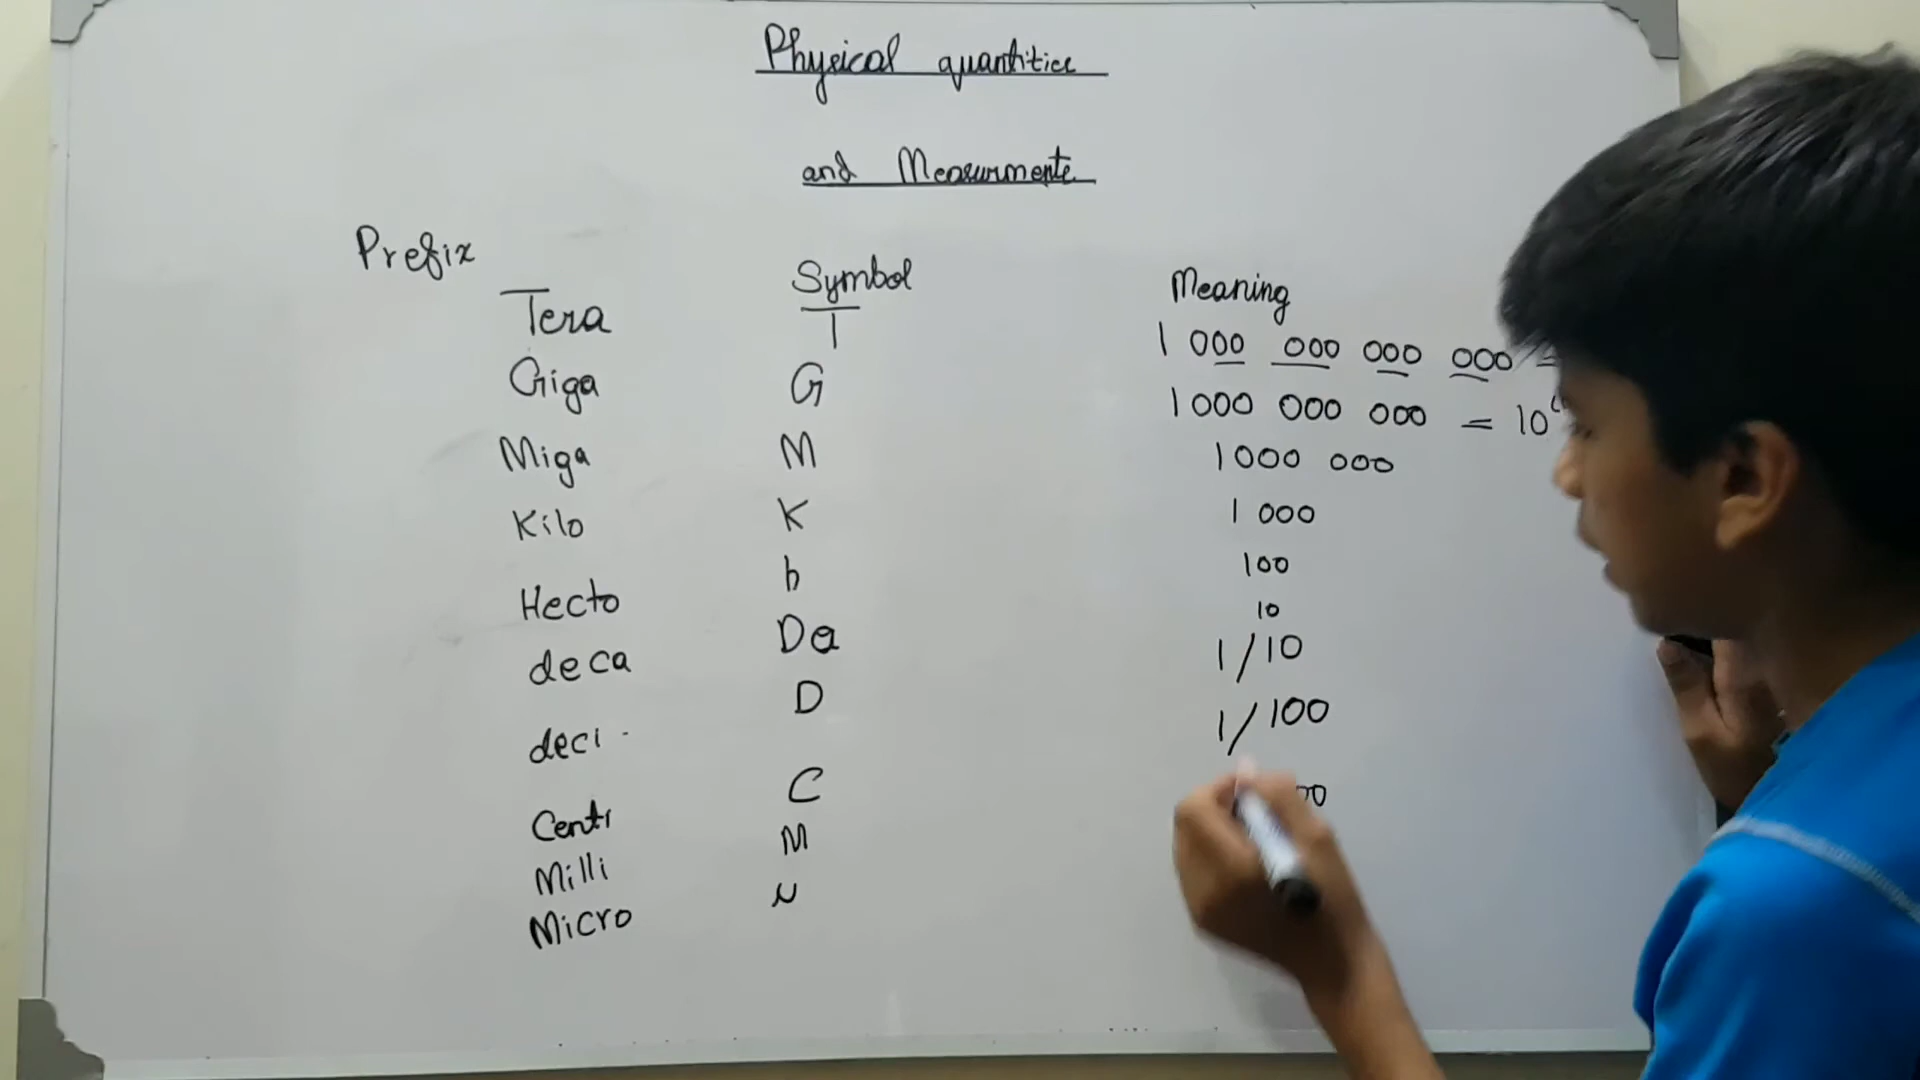 Physical quantities
and Measurments
Prefix Symbol Meaning
Tera T 1 000 000 000 000 =
Giga G 1000 000 000 = 10
Miga M 1000 000
Kilo K 1 000
Hecto h 100
deca Da 10
deci D 1/10
Centi C 1/100
Milli M
Micro μ